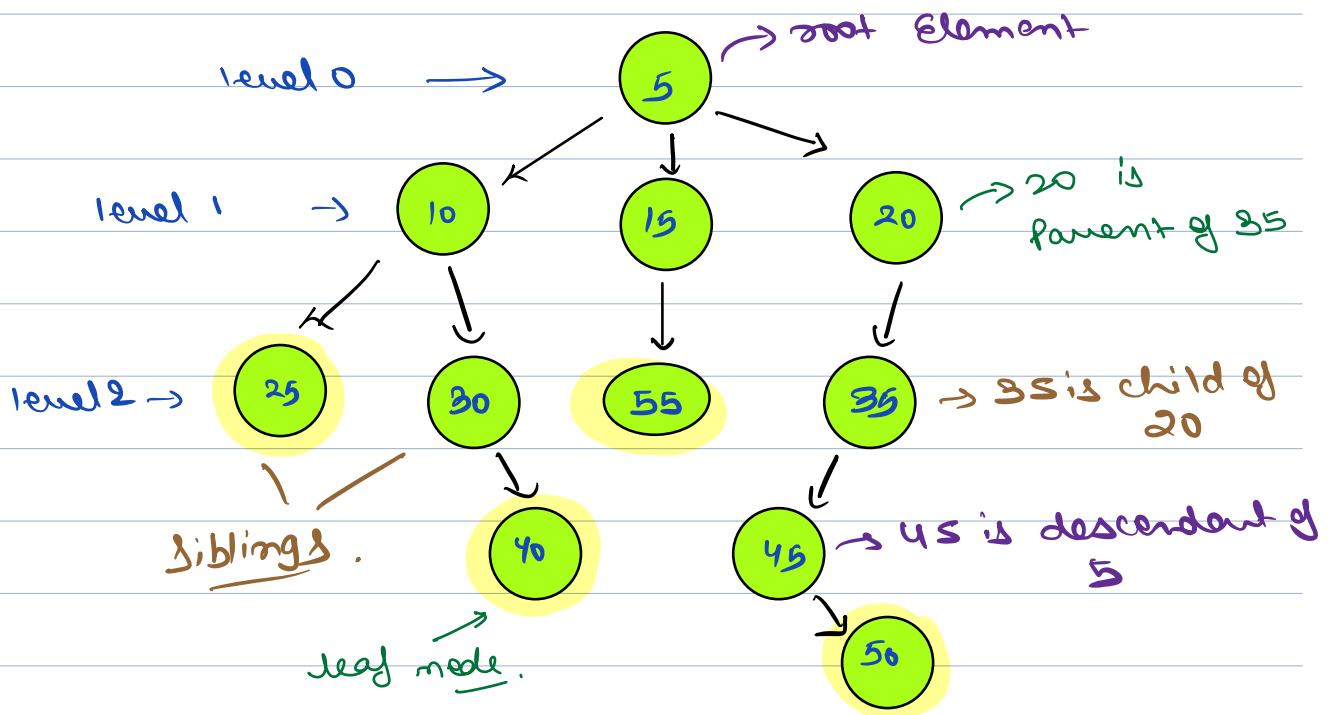 root Element
level 0
5
level 1
10
15
20
20 is
Parent of 35
level 2
25
30
55
35
35 is child of
20
siblings.
40
45
45 is descendant of
5
leaf node.
50